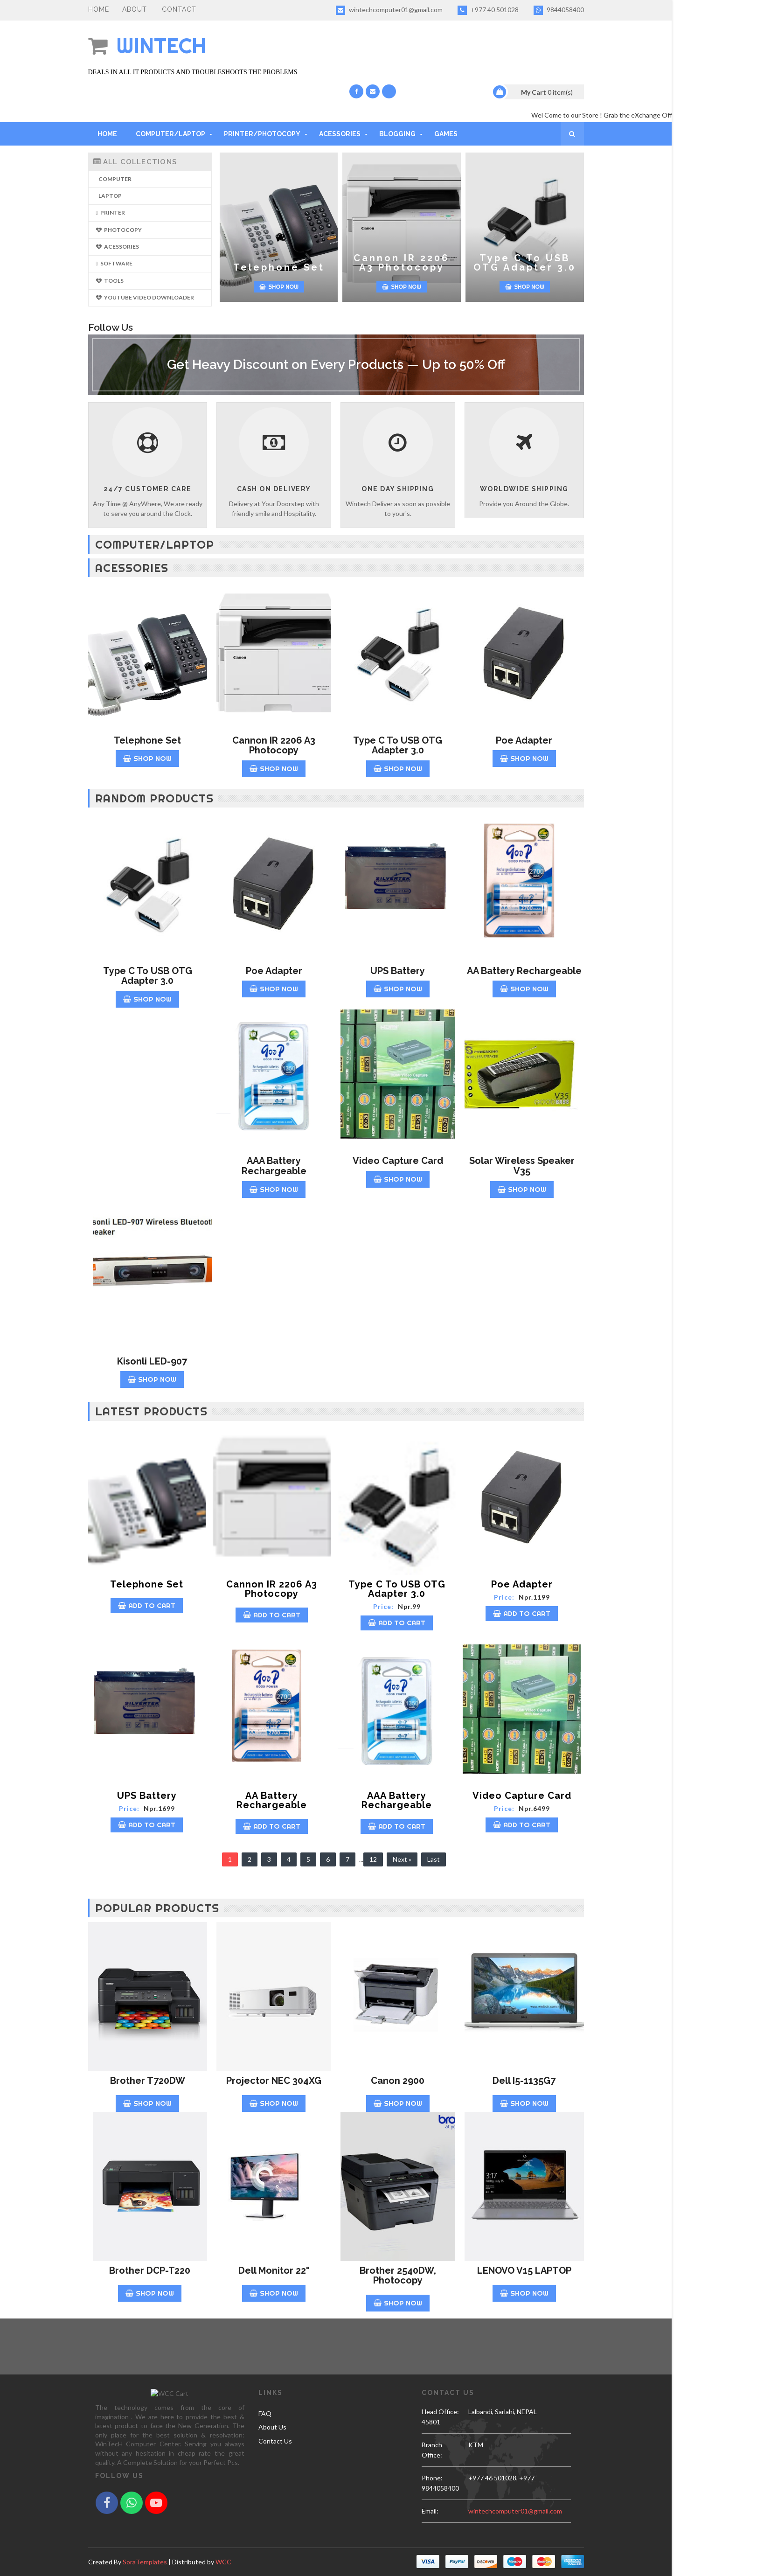 HOME ABOUT CONTACT wintechcomputer01@gmail.com +977 40 501028 9844058400
WINTECH
DEALS IN ALL IT PRODUCTS AND TROUBLESHOOTS THE PROBLEMS
My Cart 0 item(s)
Wel Come to our Store ! Grab the eXchange Off
HOME COMPUTER/LAPTOP PRINTER/PHOTOCOPY ACESSORIES BLOGGING GAMES
ALL COLLECTIONS
COMPUTER
LAPTOP
PRINTER
PHOTOCOPY
ACESSORIES
SOFTWARE
TOOLS
YOUTUBE VIDEO DOWNLOADER
Telephone Set
SHOP NOW
Cannon IR 2206
A3 Photocopy
SHOP NOW
Type C To USB
OTG Adapter 3.0
SHOP NOW
Follow Us
Get Heavy Discount on Every Products — Up to 50% Off
24/7 CUSTOMER CARE
Any Time @ AnyWhere, We are ready
to serve you around the Clock.
CASH ON DELIVERY
Delivery at Your Doorstep with
friendly smile and Hospitality.
ONE DAY SHIPPING
Wintech Deliver as soon as possible
to your's.
WORLDWIDE SHIPPING
Provide you Around the Globe.
COMPUTER/LAPTOP
ACESSORIES
Telephone Set
SHOP NOW
Cannon IR 2206 A3
Photocopy
SHOP NOW
Type C To USB OTG
Adapter 3.0
SHOP NOW
Poe Adapter
SHOP NOW
RANDOM PRODUCTS
Type C To USB OTG
Adapter 3.0
SHOP NOW
Poe Adapter
SHOP NOW
SILVERTEK
UPS Battery
SHOP NOW
GODP
2700
AA Battery Rechargeable
SHOP NOW
GODP
AAA Battery
Rechargeable
SHOP NOW
Video Capture Card
SHOP NOW
V35
Solar Wireless Speaker
V35
SHOP NOW
sonli LED-907 Wireless Bluetoot
eaker
Kisonli LED-907
SHOP NOW
LATEST PRODUCTS
Telephone Set
ADD TO CART
Cannon IR 2206 A3
Photocopy
ADD TO CART
Type C To USB OTG
Adapter 3.0
Price: Npr.99
ADD TO CART
Poe Adapter
Price: Npr.1199
ADD TO CART
SILVERTEK
UPS Battery
Price: Npr.1699
ADD TO CART
GODP
2700
AA Battery
Rechargeable
ADD TO CART
GODP
AAA Battery
Rechargeable
ADD TO CART
Video Capture Card
Price: Npr.6499
ADD TO CART
1 2 3 4 5 6 7 ... 12 Next » Last
POPULAR PRODUCTS
Brother T720DW
SHOP NOW
Projector NEC 304XG
SHOP NOW
Canon 2900
SHOP NOW
Dell I5-1135G7
SHOP NOW
Brother DCP-T220
SHOP NOW
Dell Monitor 22"
SHOP NOW
bro
Brother 2540DW,
Photocopy
SHOP NOW
3:17
LENOVO V15 LAPTOP
SHOP NOW
WCC Cart
The technology comes from the core of
imagination . We are here to provide the best &
latest product to face the New Generation. The
only place for the best solution & resolvation.
WinTecH Computer Center. Serving you always
without any hesitation in cheap rate the great
quality. A Complete Solution for your Perfect Pcs.
FOLLOW US
LINKS
FAQ
About Us
Contact Us
CONTACT US
Head Office: Lalbandi, Sarlahi, NEPAL
45801
Branch KTM
Office:
Phone: +977 46 501028, +977
9844058400
Email: wintechcomputer01@gmail.com
Created By SoraTemplates | Distributed by WCC
VISA PayPal DISCOVER Maestro MasterCard